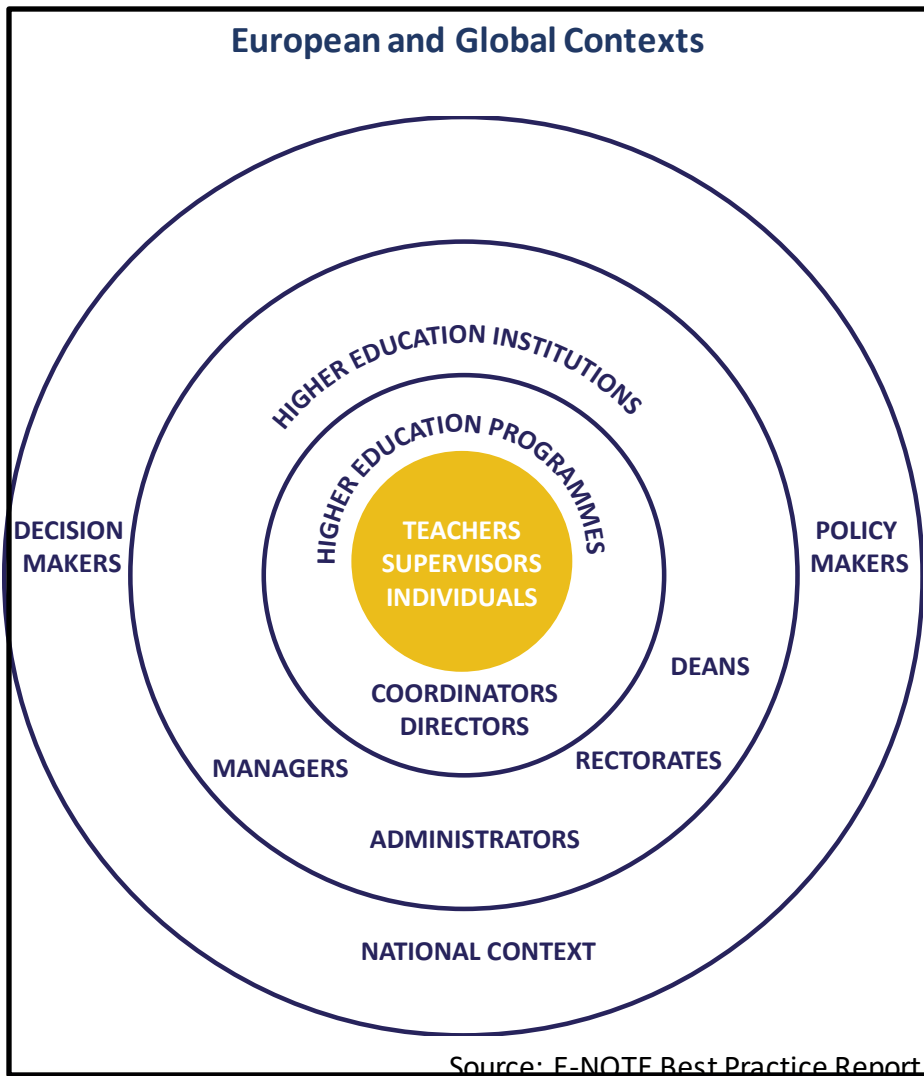 European and Global Contexts
HIGHER EDUCATION INSTITUTIONS
HIGHER EDUCATION PROGRAMMES
DECISION
MAKERS
TEACHERS
SUPERVISORS
INDIVIDUALS
POLICY
MAKERS
DEANS
COORDINATORS
DIRECTORS
MANAGERS
RECTORATES
ADMINISTRATORS
NATIONAL CONTEXT
Source: E-NOTE Best Practice Report